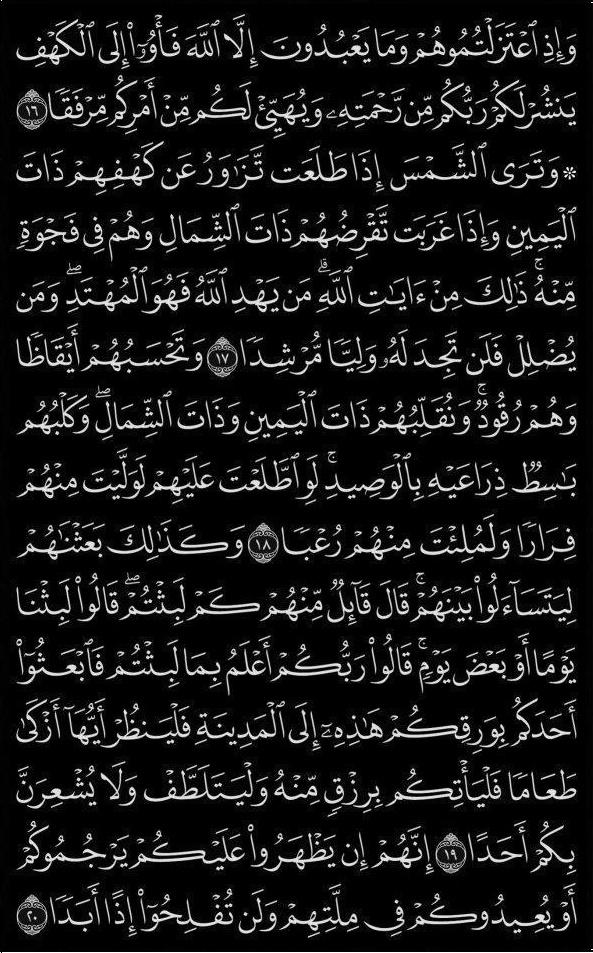 وَإِذِ ٱعْتَزَلْتُمُوهُمْ وَمَا يَعْبُدُونَ إِلَّا ٱللَّهَ فَأْوُۥٓا۟ إِلَى ٱلْكَهْفِ
يَنشُرْ لَكُمْ رَبُّكُم مِّن رَّحْمَتِهِۦ وَيُهَيِّئْ لَكُم مِّنْ أَمْرِكُم مِّرْفَقًا ١٦
۞ وَتَرَى ٱلشَّمْسَ إِذَا طَلَعَت تَّزَٰوَرُ عَن كَهْفِهِمْ ذَاتَ
ٱلْيَمِينِ وَإِذَا غَرَبَت تَّقْرِضُهُمْ ذَاتَ ٱلشِّمَالِ وَهُمْ فِى فَجْوَةٍ
مِّنْهُ ۚ ذَٰلِكَ مِنْ ءَايَٰتِ ٱللَّهِ ۗ مَن يَهْدِ ٱللَّهُ فَهُوَ ٱلْمُهْتَدِ ۖ وَمَن
يُضْلِلْ فَلَن تَجِدَ لَهُۥ وَلِيًّا مُّرْشِدًا ١٧ وَتَحْسَبُهُمْ أَيْقَاظًا
وَهُمْ رُقُودٌ ۚ وَنُقَلِّبُهُمْ ذَاتَ ٱلْيَمِينِ وَذَاتَ ٱلشِّمَالِ ۖ وَكَلْبُهُم
بَٰسِطٌ ذِرَاعَيْهِ بِٱلْوَصِيدِ ۚ لَوِ ٱطَّلَعْتَ عَلَيْهِمْ لَوَلَّيْتَ مِنْهُمْ
فِرَارًا وَلَمُلِئْتَ مِنْهُمْ رُعْبًا ١٨ وَكَذَٰلِكَ بَعَثْنَٰهُمْ
لِيَتَسَآءَلُوا۟ بَيْنَهُمْ ۚ قَالَ قَآئِلٌ مِّنْهُمْ كَمْ لَبِثْتُمْ ۖ قَالُوا۟ لَبِثْنَا
يَوْمًا أَوْ بَعْضَ يَوْمٍ ۚ قَالُوا۟ رَبُّكُمْ أَعْلَمُ بِمَا لَبِثْتُمْ فَٱبْعَثُوٓا۟
أَحَدَكُم بِوَرِقِكُمْ هَٰذِهِۦٓ إِلَى ٱلْمَدِينَةِ فَلْيَنظُرْ أَيُّهَآ أَزْكَىٰ
طَعَامًا فَلْيَأْتِكُم بِرِزْقٍ مِّنْهُ وَلْيَتَلَطَّفْ وَلَا يُشْعِرَنَّ
بِكُمْ أَحَدًا ١٩ إِنَّهُمْ إِن يَظْهَرُوا۟ عَلَيْكُمْ يَرْجُمُوكُمْ
أَوْ يُعِيدُوكُمْ فِى مِلَّتِهِمْ وَلَن تُفْلِحُوٓا۟ إِذًا أَبَدًا ٢٠